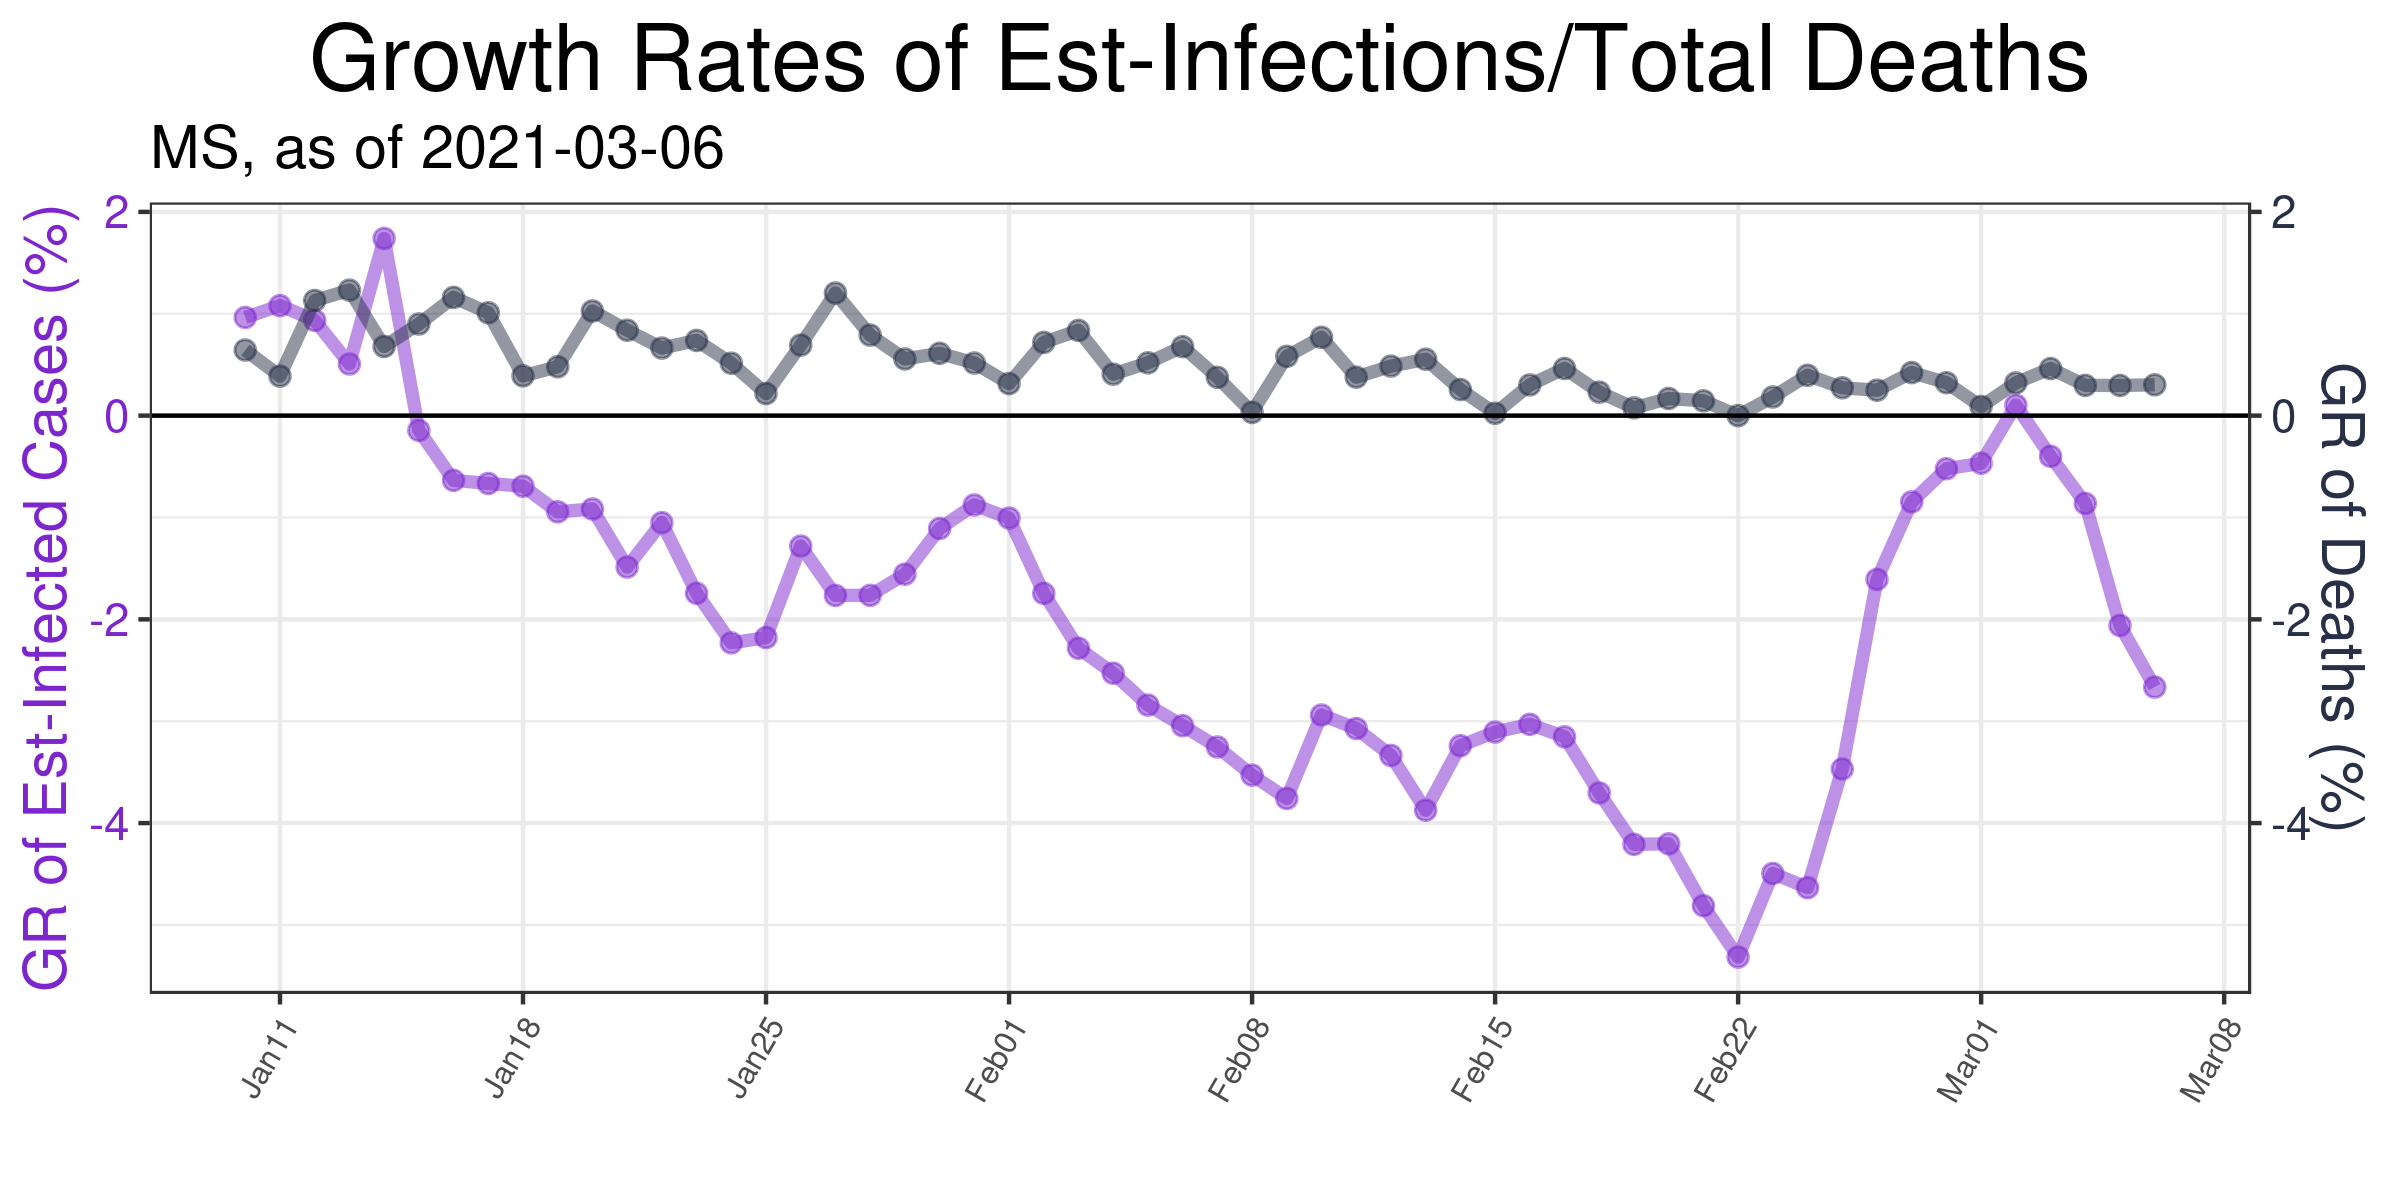 Growth Rates of Est-Infections/Total Deaths
MS, as of 2021-03-06
GR of Est-Infected Cases (%)
2
0
-2
-4
2
0
-2
-4
GR of Deaths (%)
Jan11
Jan18
Jan25
Feb01
Feb08
Feb15
Feb22
Mar01
Mar08